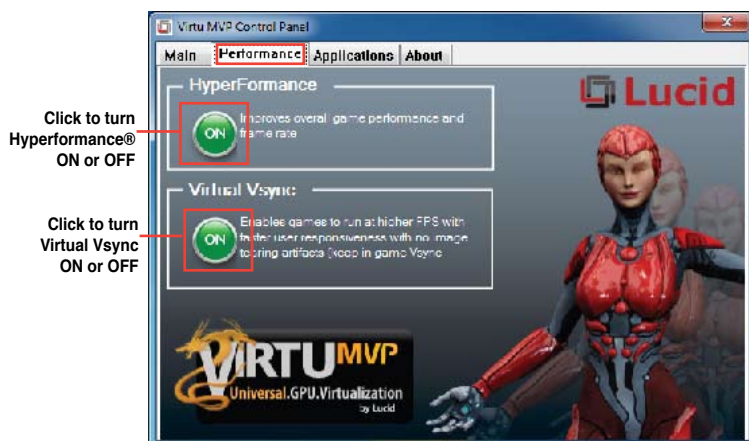 Virtu MVP Control Panel
Main Performance Applications About
HyperFormance
ON
Improves overall game performance and
frame rate
Virtual Vsync
ON
Enables games to run at higher FPS with
faster user responsiveness with no image
tearing artifacts (keep in game Vsync
Lucid
VIRTU MVP
Universal.GPU.Virtualization
by Lucid
Click to turn
Hyperformance®
ON or OFF
Click to turn
Virtual Vsync
ON or OFF